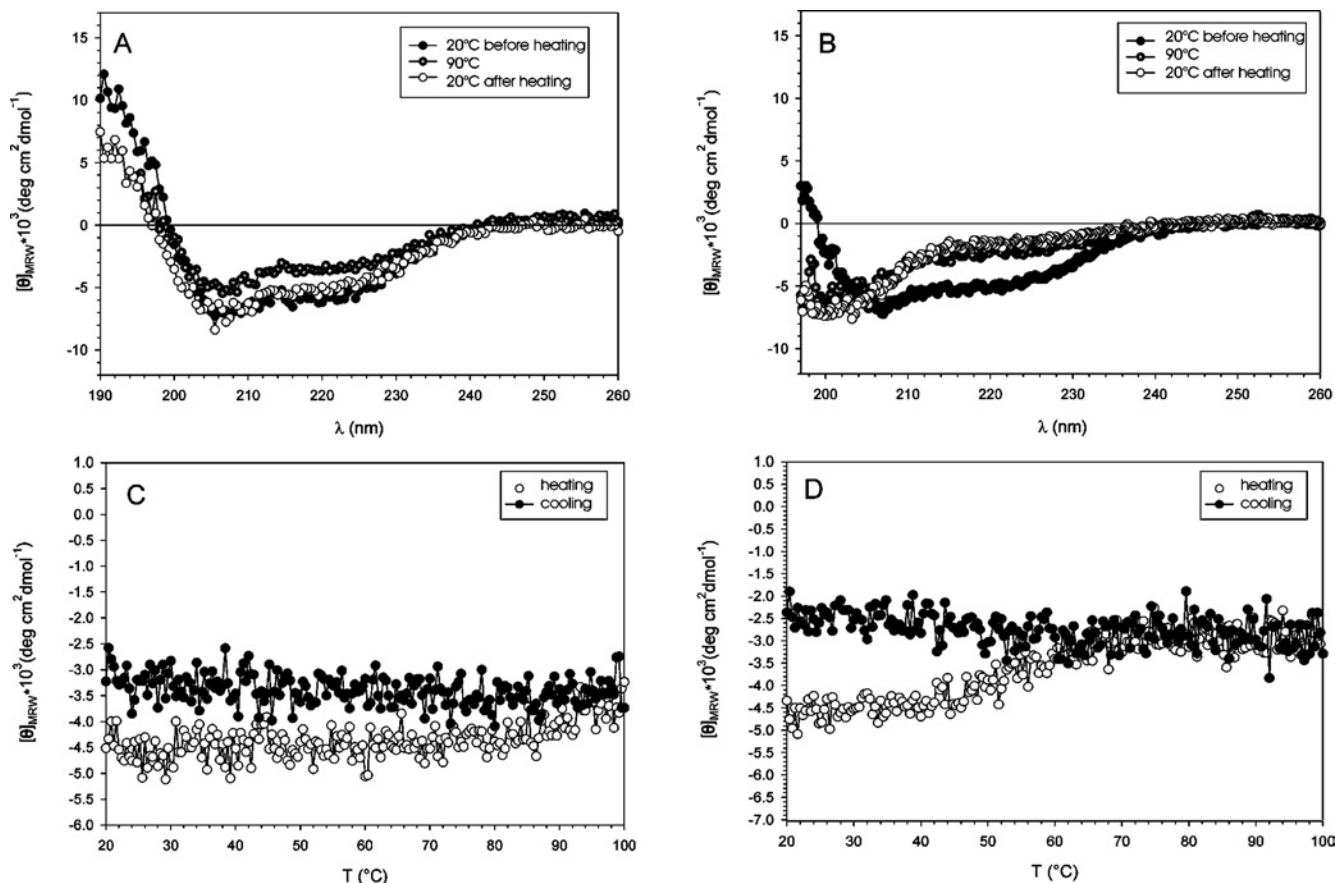 A
20°C before heating
90°C
20°C after heating
[θ]MRW*10³(deg cm²dmol⁻¹)
15
10
5
0
-5
-10
190 200 210 220 230 240 250 260
λ (nm)
B
20°C before heating
90°C
20°C after heating
[θ]MRW*10³(deg cm²dmol⁻¹)
15
10
5
0
-5
-10
200 210 220 230 240 250 260
λ (nm)
C
heating
cooling
[θ]MRW*10³(deg cm²dmol⁻¹)
1.0
0.5
0.0
-0.5
-1.0
-1.5
-2.0
-2.5
-3.0
-3.5
-4.0
-4.5
-5.0
-5.5
-6.0
20 30 40 50 60 70 80 90 100
T (°C)
D
heating
cooling
[θ]MRW*10³(deg cm²dmol⁻¹)
1.0
0.5
0.0
-0.5
-1.0
-1.5
-2.0
-2.5
-3.0
-3.5
-4.0
-4.5
-5.0
-5.5
-6.0
-6.5
-7.0
20 30 40 50 60 70 80 90 100
T (°C)